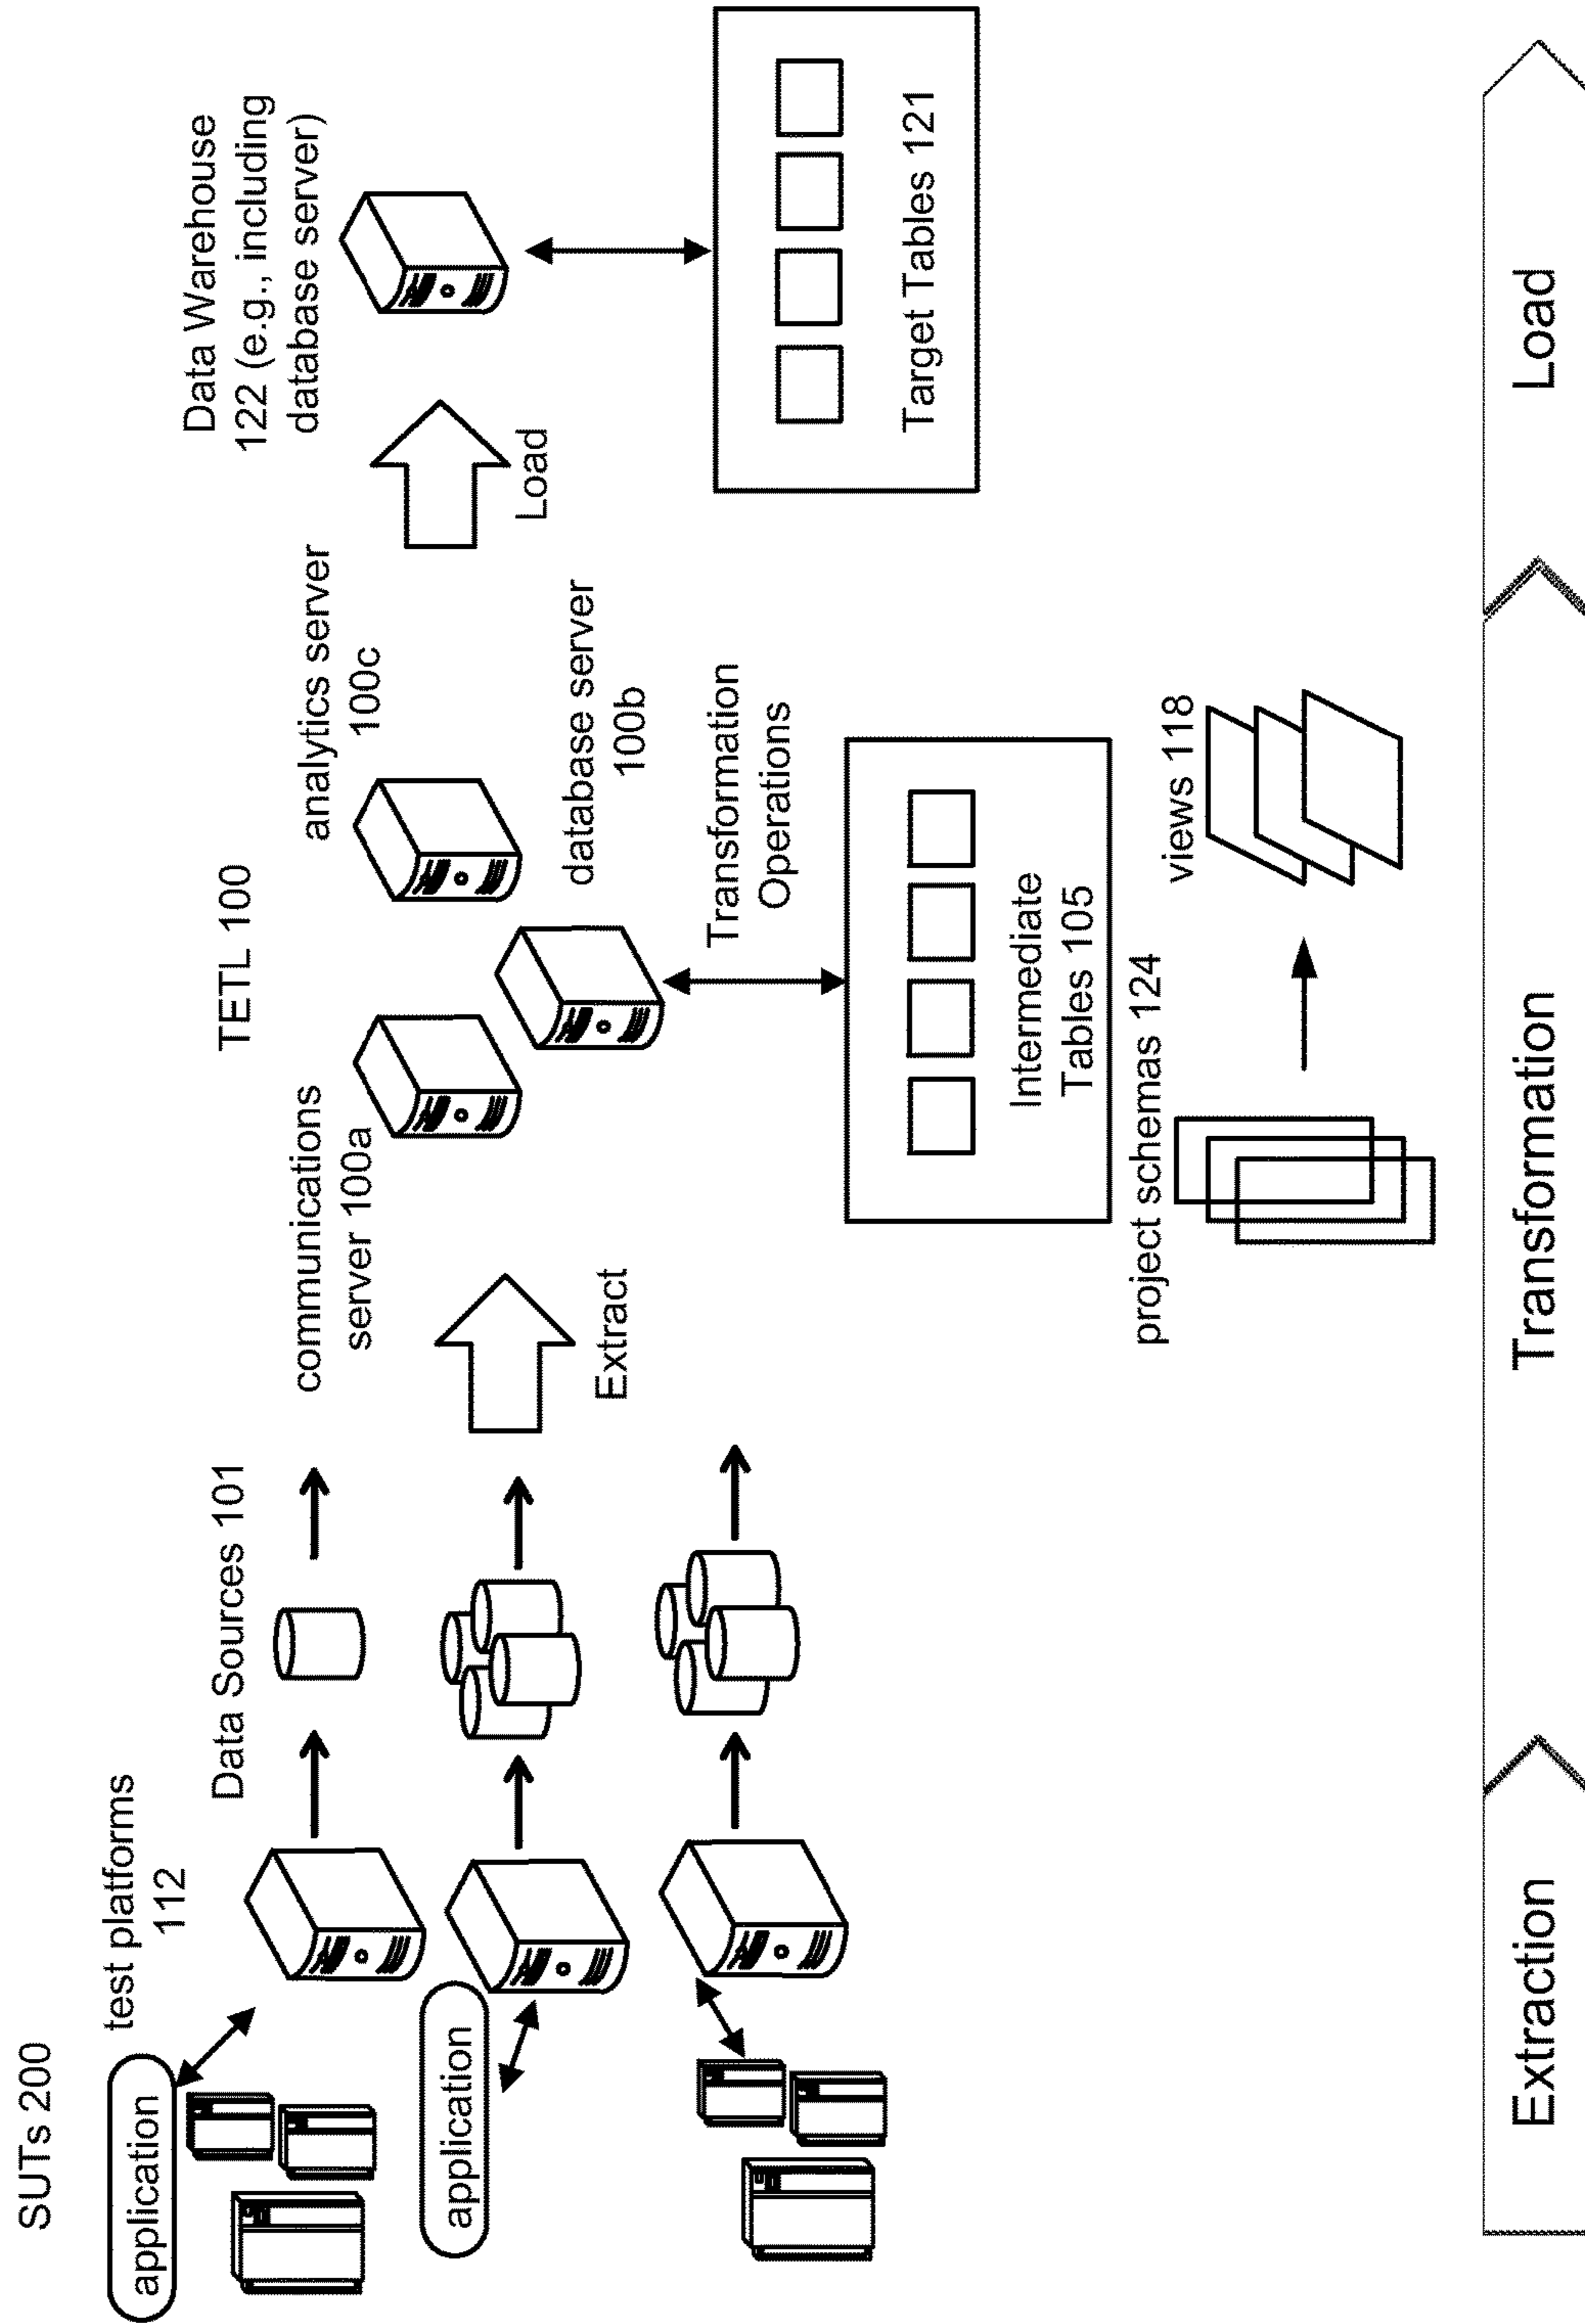 SUTs 200
application
application
test platforms
112
Data Sources 101
Extract
communications
server 100a
TETL 100
analytics server
100c
database server
100b
Transformation
Operations
Intermediate
Tables 105
project schemas 124
views 118
Load
Data Warehouse
122 (e.g., including
database server)
Target Tables 121
Extraction
Transformation
Load